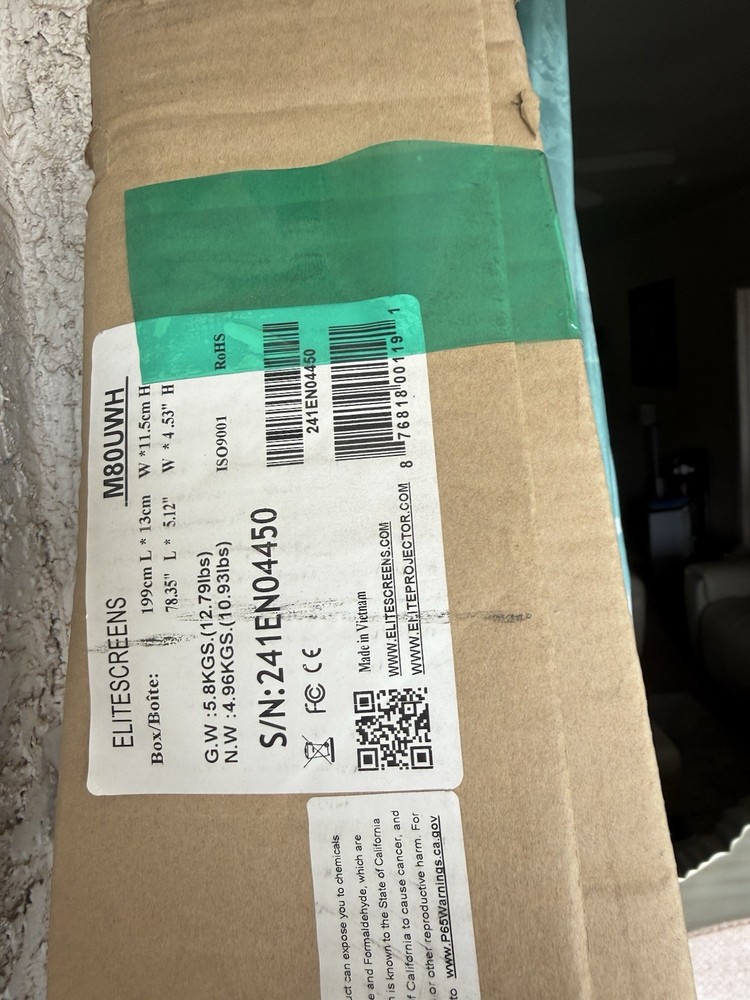 ELITESCREENS M80UWH
Box/Boîte: 199cm L * 13cm W *11.5cm H
78.35" L * 5.12" W * 4.53" H
G.W :5.8KGS.(12.79lbs)
N.W :4.96KGS.(10.93lbs)
ISO9001 RoHS
S/N:241EN04450
241EN04450
FC CE
Made in Vietnam
WWW.ELITESCREENS.COM
WWW.ELITEPROJECTOR.COM
8 76818 00119 1
uct can expose you to chemicals
e and Formaldehyde, which are
n is known to the State of California
f California to cause cancer, and
or other reproductive harm. For
to www.P65Warnings.ca.gov